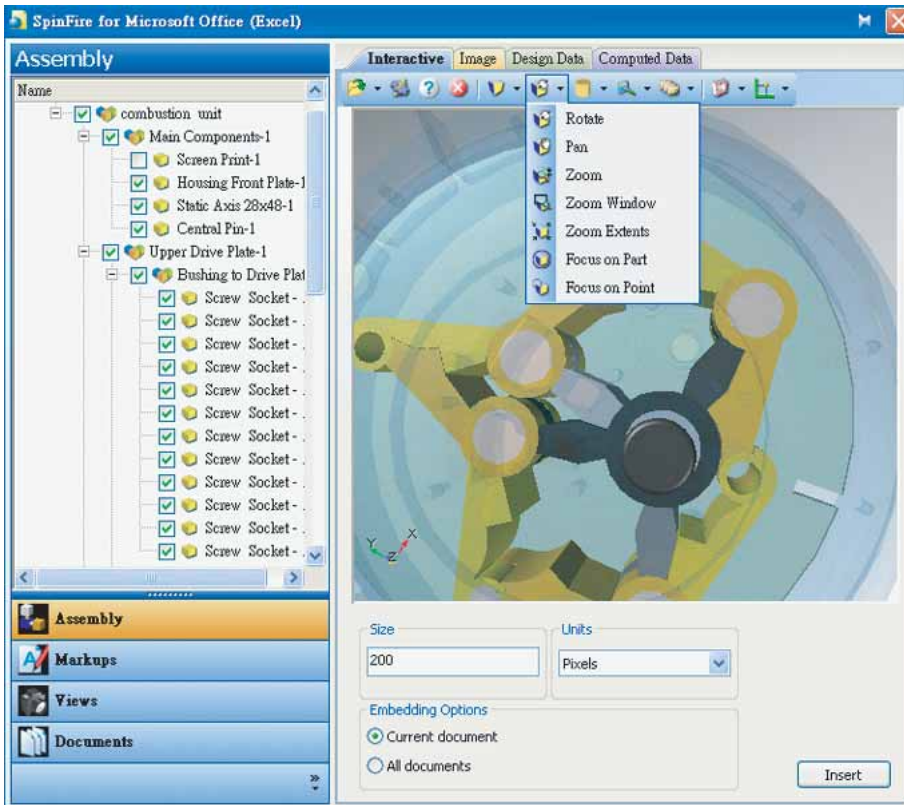 SpinFire for Microsoft Office (Excel)
Assembly
Name
combustion unit
Main Components-1
Screen Print-1
Housing Front Plate-1
Static Axis 28x48-1
Central Pin-1
Upper Drive Plate-1
Bushing to Drive Plat
Screw Socket - .
Screw Socket - .
Screw Socket - .
Screw Socket - .
Screw Socket - .
Screw Socket - .
Screw Socket - .
Screw Socket - .
Screw Socket - .
Screw Socket - .
Screw Socket - .
Screw Socket - .
Assembly
Markups
Views
Documents
Interactive Image Design Data Computed Data
Rotate
Pan
Zoom
Zoom Window
Zoom Extents
Focus on Part
Focus on Point
Y Z X
Size
200
Units
Pixels
Embedding Options
Current document
All documents
Insert